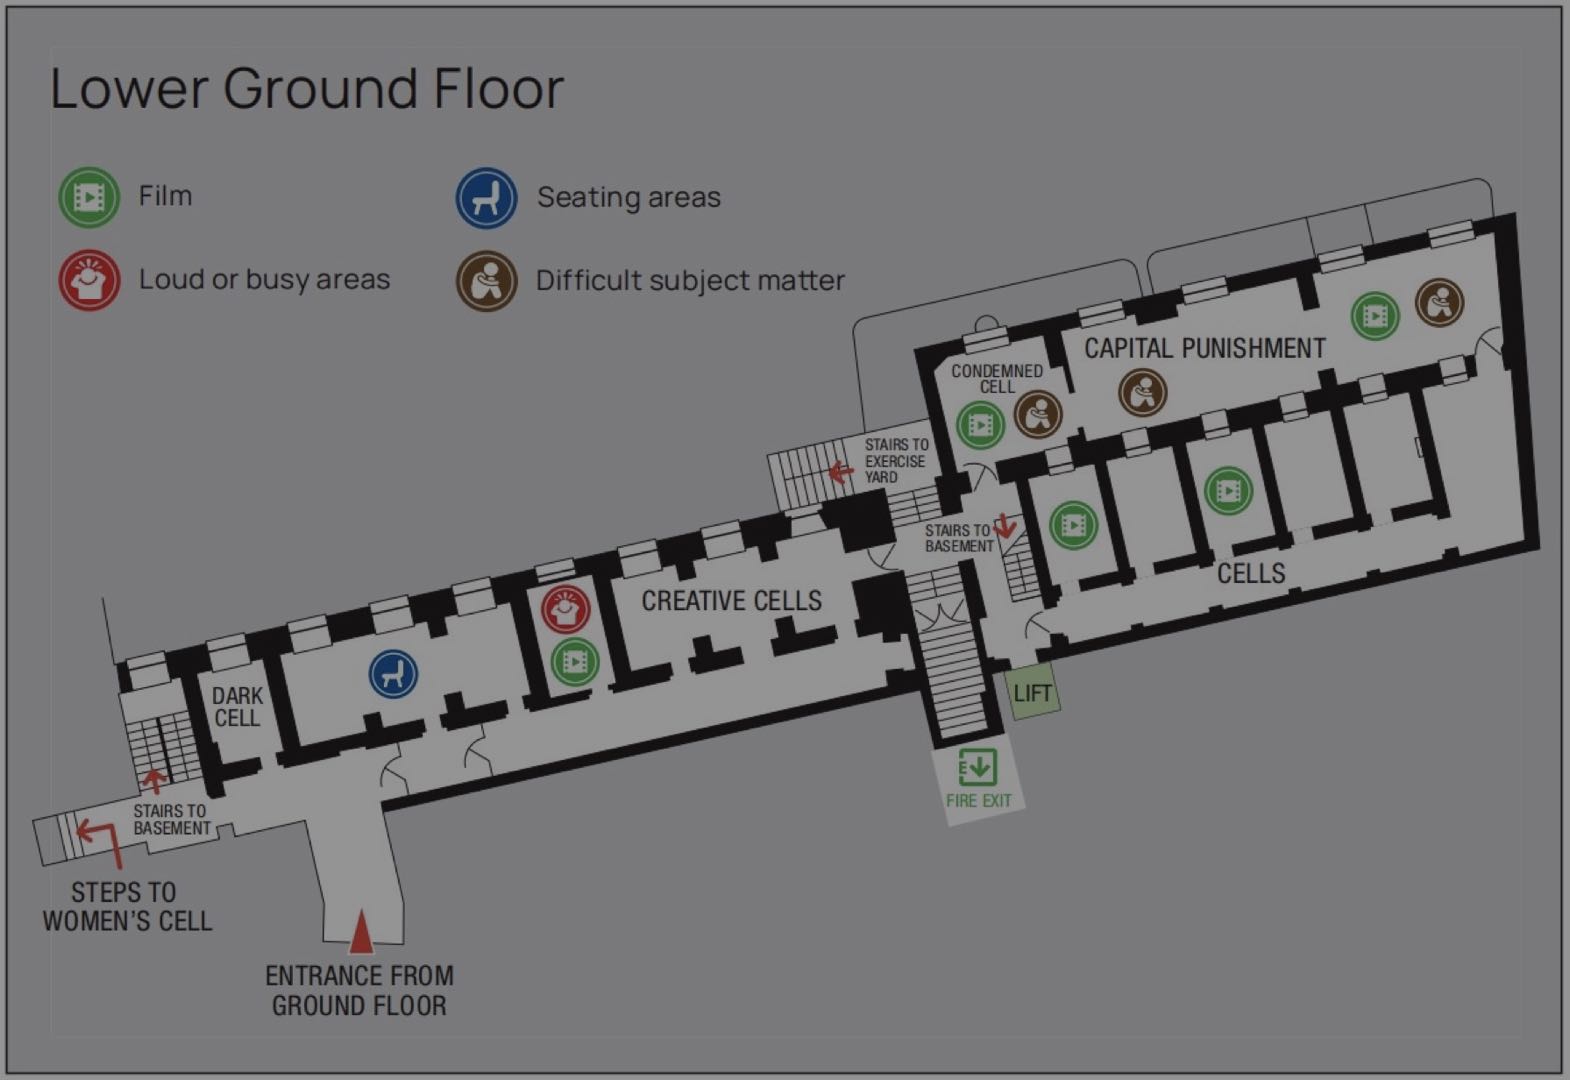 Lower Ground Floor
Film
Seating areas
Loud or busy areas
Difficult subject matter
CAPITAL PUNISHMENT
CONDEMNED
CELL
STAIRS TO
EXERCISE
YARD
STAIRS TO
BASEMENT
CELLS
CREATIVE CELLS
LIFT
DARK
CELL
E
FIRE EXIT
STAIRS TO
BASEMENT
STEPS TO
WOMEN'S CELL
ENTRANCE FROM
GROUND FLOOR